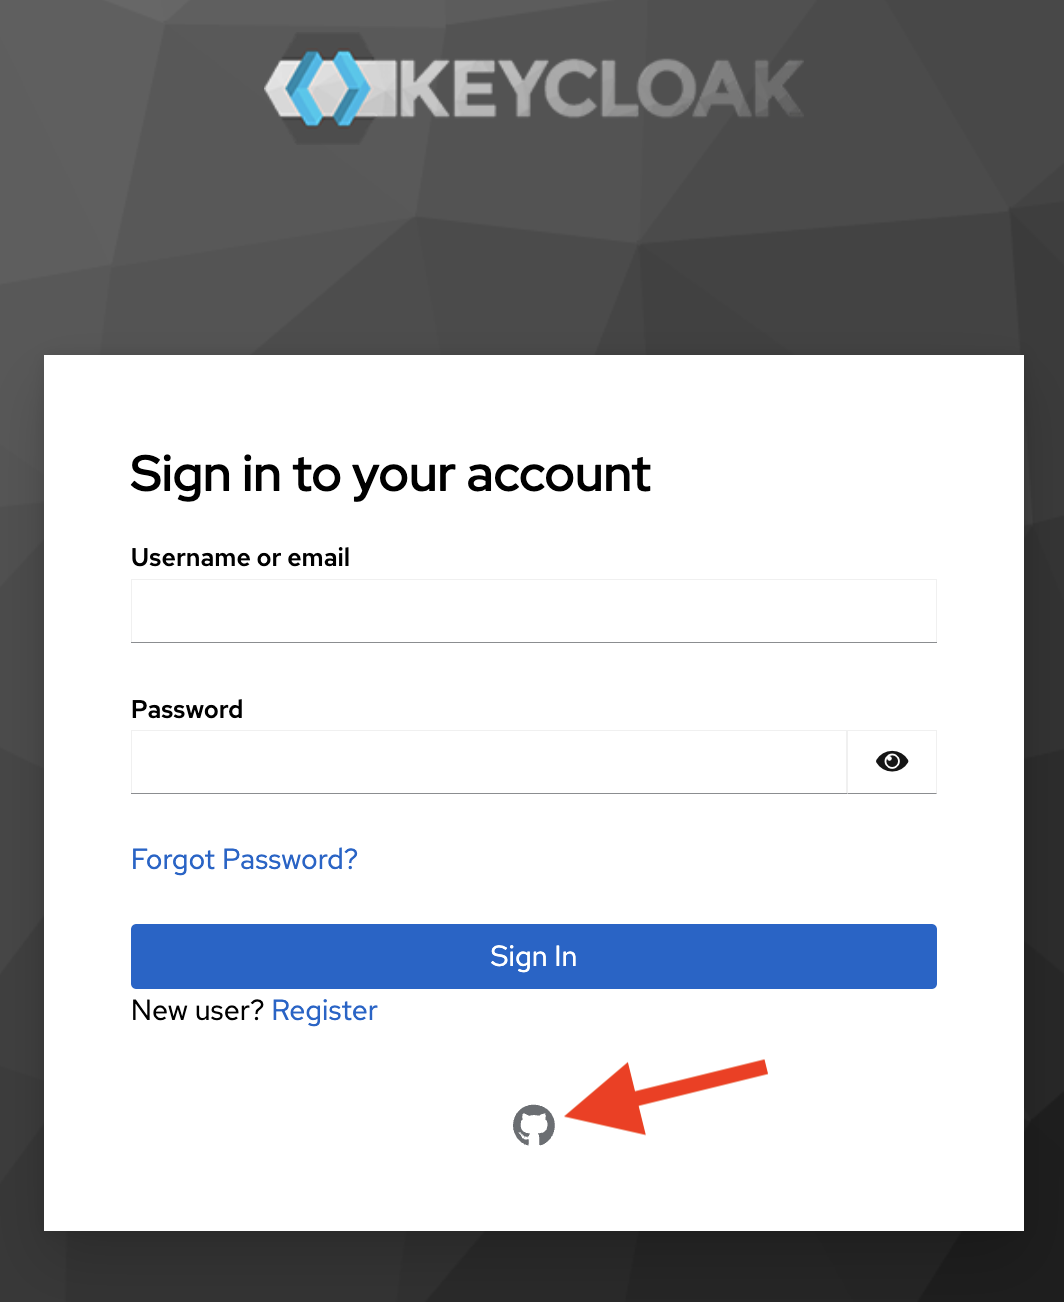 KEYCLOAK
Sign in to your account
Username or email
Password
Forgot Password?
Sign In
New user? Register